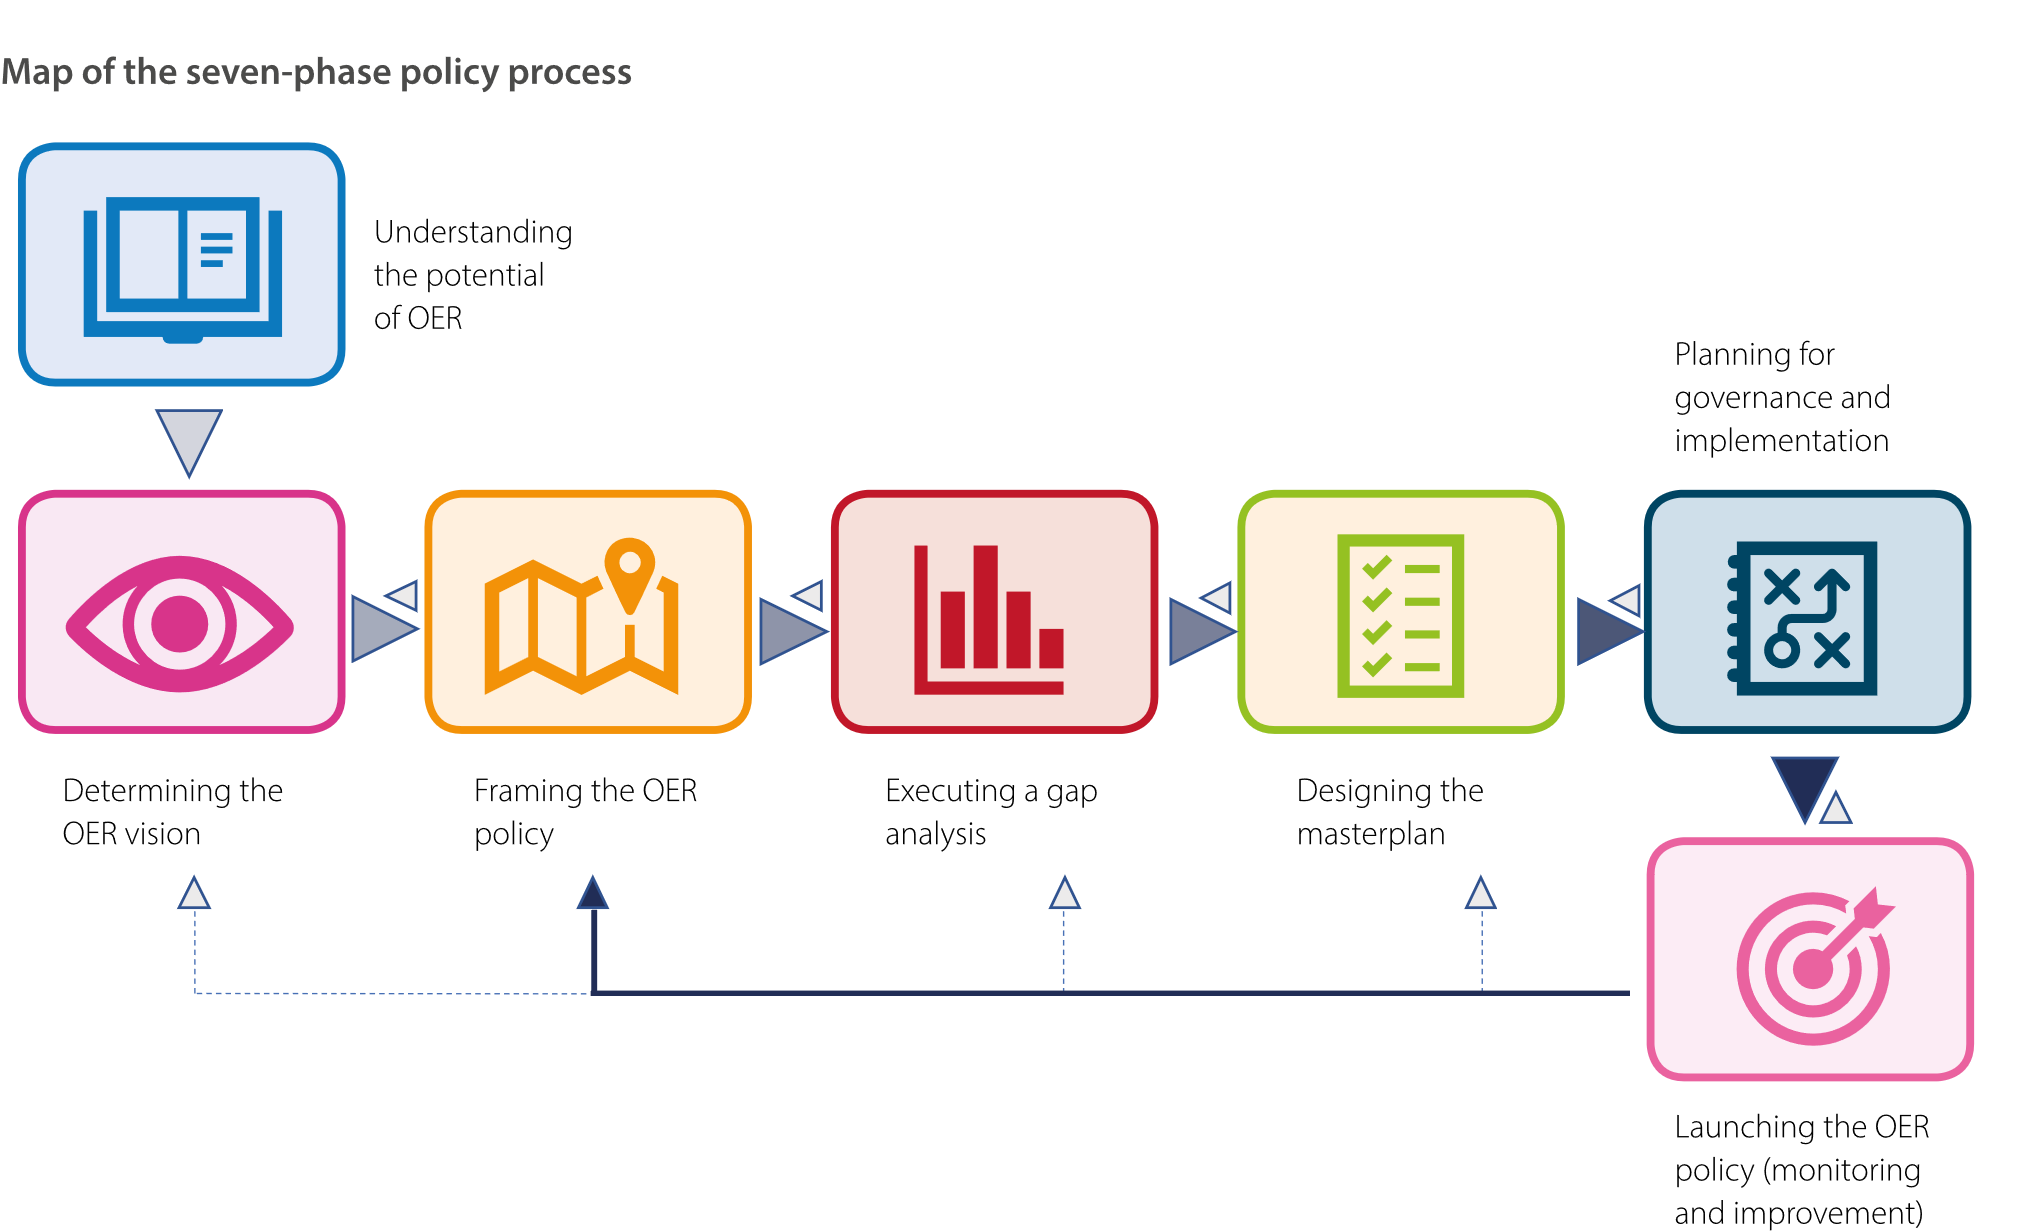 Map of the seven-phase policy process
Understanding
the potential
of OER
Planning for
governance and
implementation
Determining the
OER vision
Framing the OER
policy
Executing a gap
analysis
Designing the
masterplan
Launching the OER
policy (monitoring
and improvement)